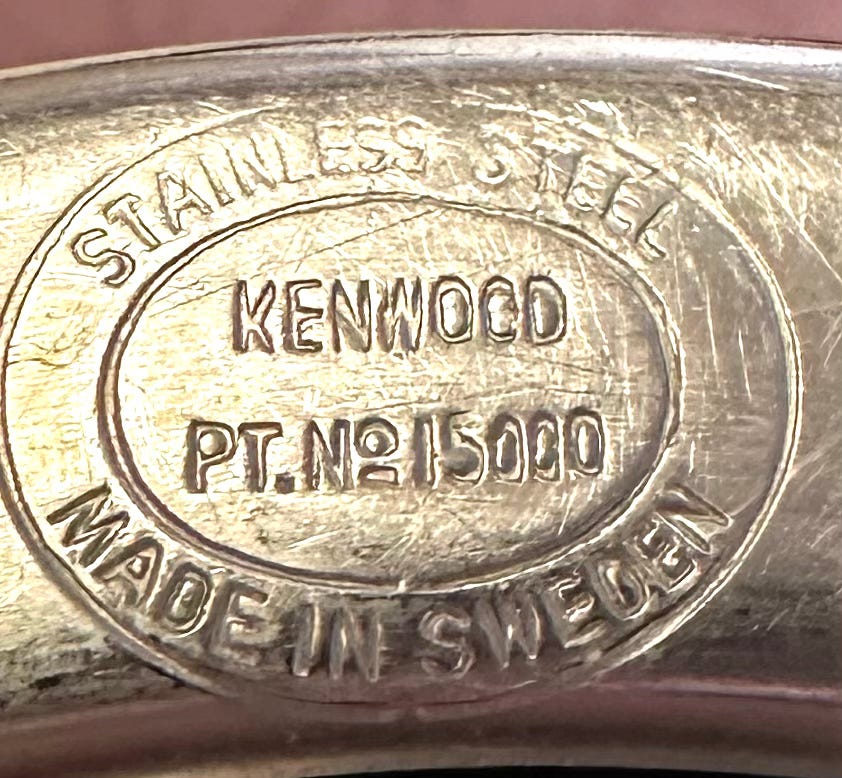 STAINLESS STEEL
KENWOOD
PT. Nº 15000
MADE IN SWEDEN